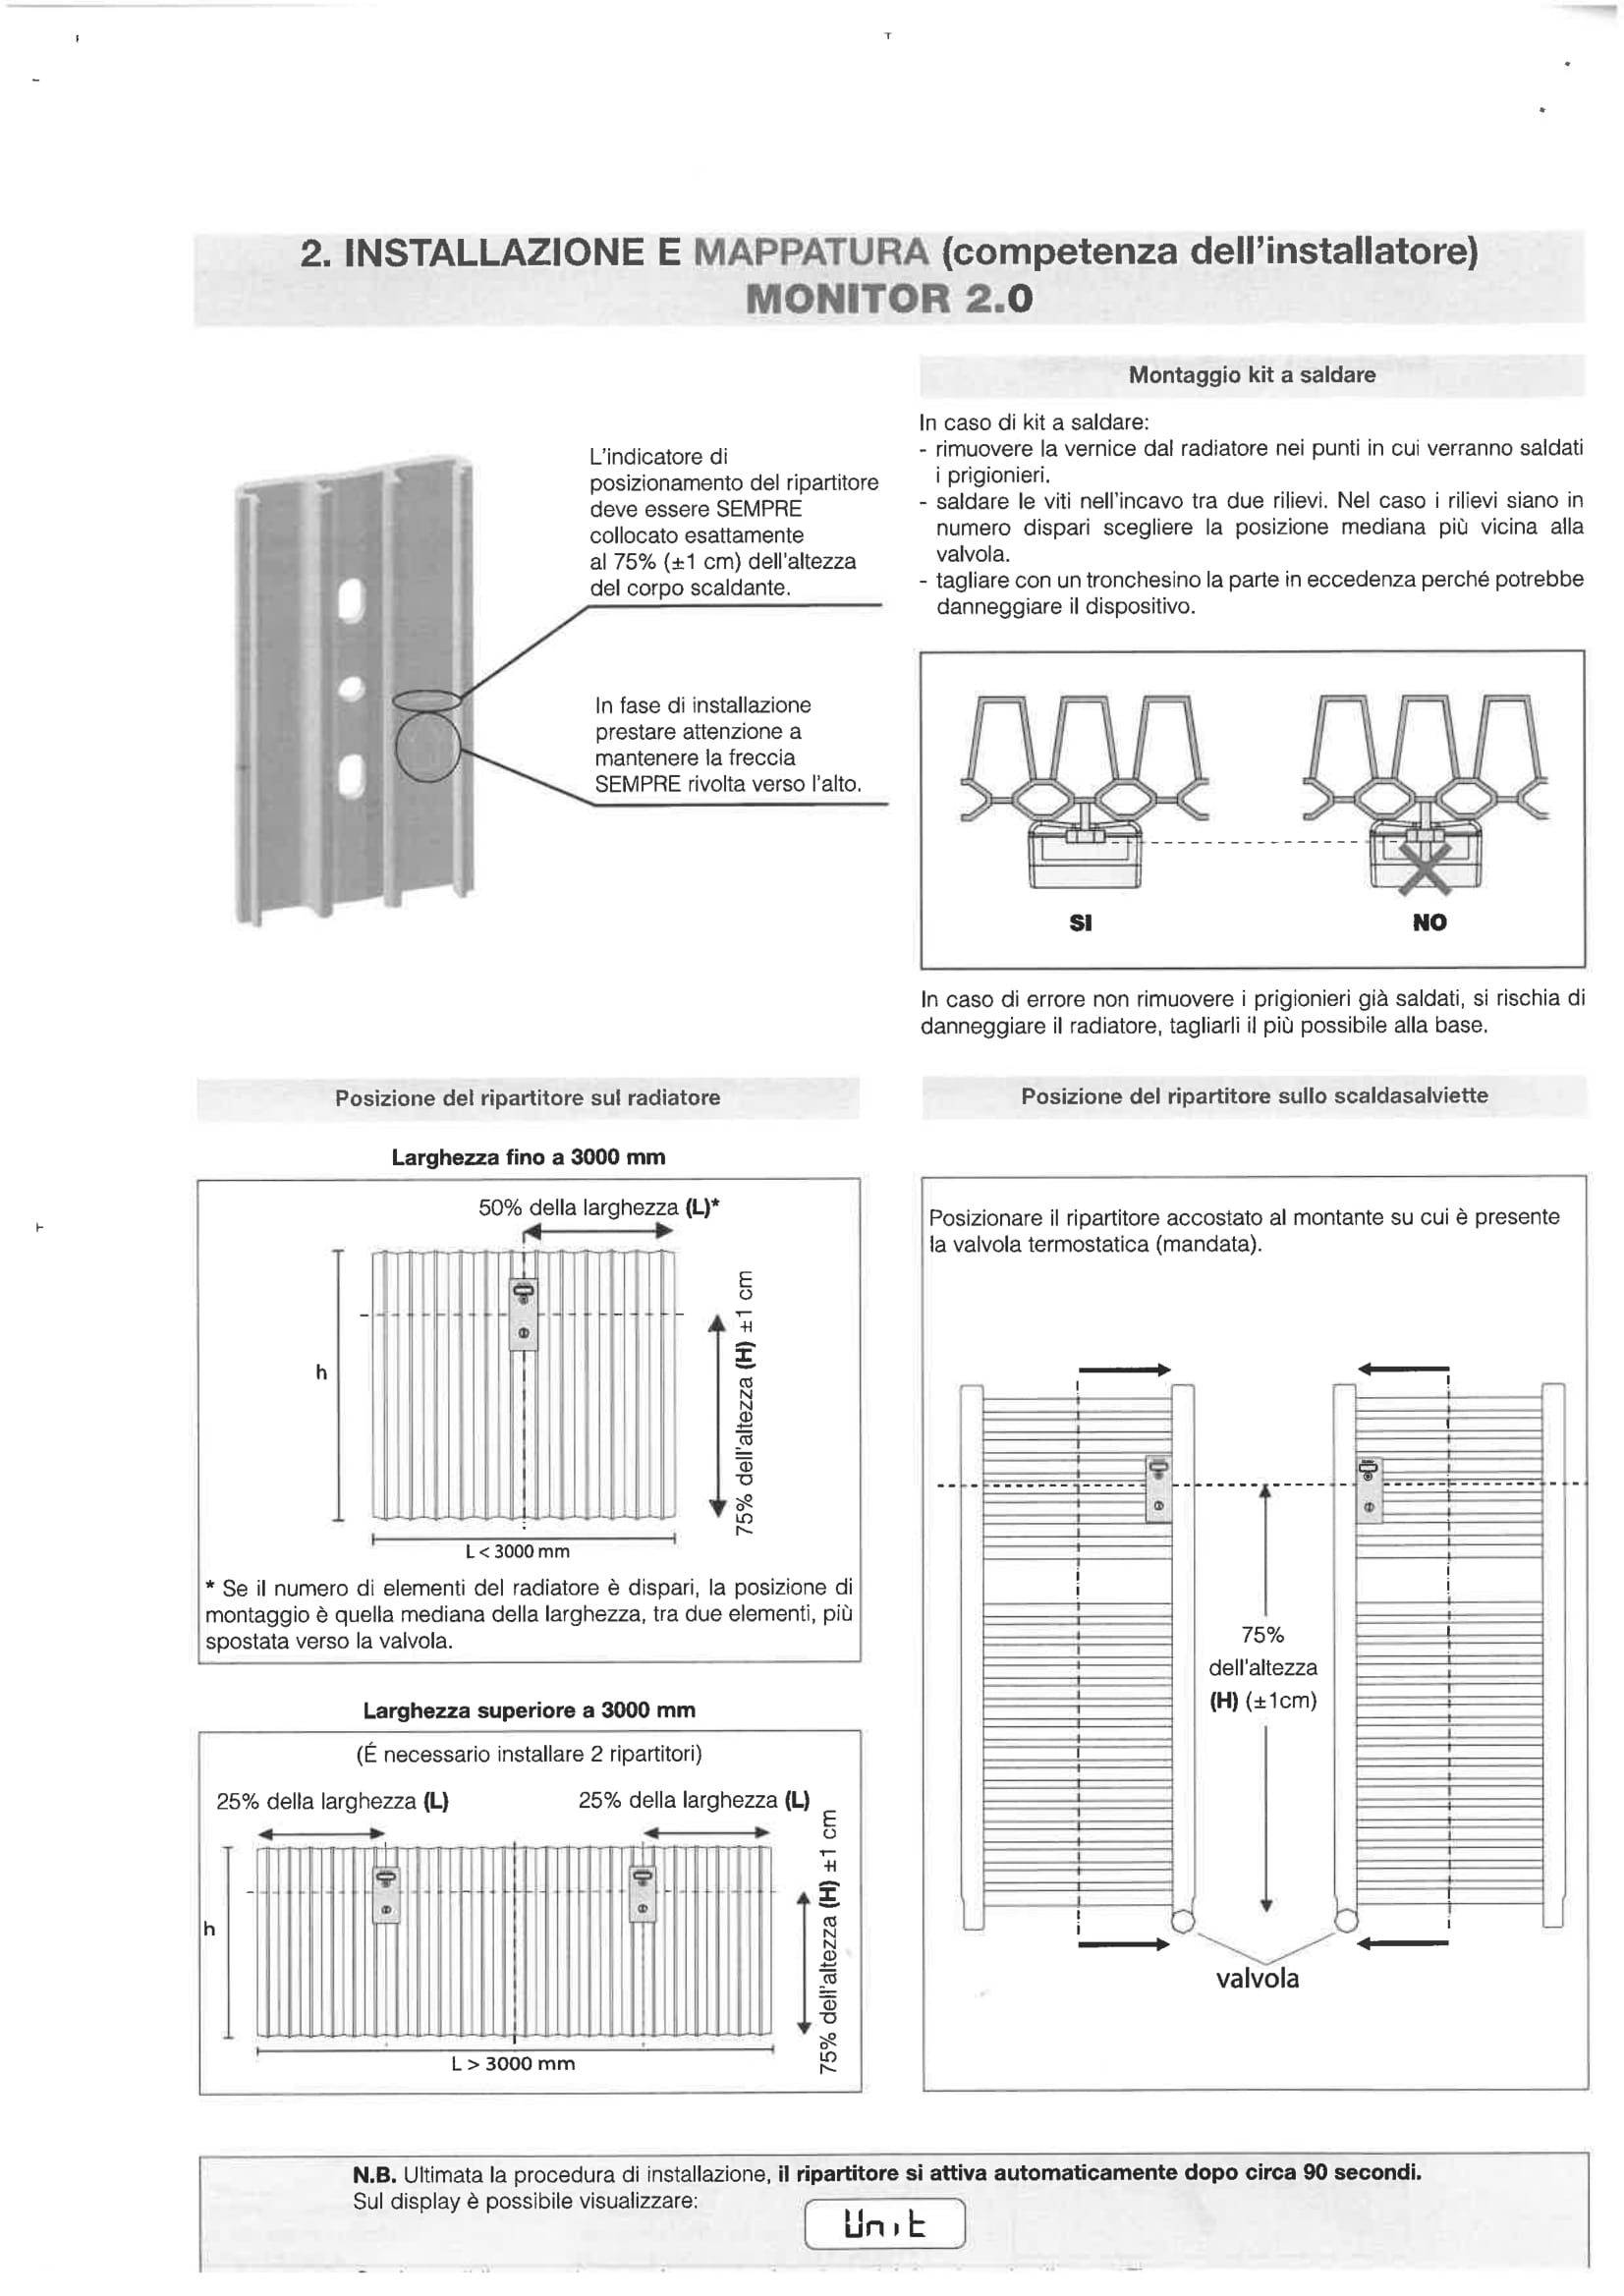 2. INSTALLAZIONE E MAPPATURA (competenza dell'installatore)
MONITOR 2.0
L'indicatore di
posizionamento del ripartitore
deve essere SEMPRE
collocato esattamente
al 75% (±1 cm) dell'altezza
del corpo scaldante.
In fase di installazione
prestare attenzione a
mantenere la freccia
SEMPRE rivolta verso l'alto.
Montaggio kit a saldare
In caso di kit a saldare:
- rimuovere la vernice dal radiatore nei punti in cui verranno saldati
i prigionieri.
- saldare le viti nell'incavo tra due rilievi. Nel caso i rilievi siano in
numero dispari scegliere la posizione mediana più vicina alla
valvola.
- tagliare con un tronchesino la parte in eccedenza perché potrebbe
danneggiare il dispositivo.
SI
NO
In caso di errore non rimuovere i prigionieri già saldati, si rischia di
danneggiare il radiatore, tagliarli il più possibile alla base.
Posizione del ripartitore sul radiatore
Larghezza fino a 3000 mm
50% della larghezza (L)*
h
75% dell'altezza (H) ±1 cm
L < 3000 mm
* Se il numero di elementi del radiatore è dispari, la posizione di
montaggio è quella mediana della larghezza, tra due elementi, più
spostata verso la valvola.
Larghezza superiore a 3000 mm
(É necessario installare 2 ripartitori)
25% della larghezza (L)
25% della larghezza (L)
h
75% dell'altezza (H) ±1 cm
L > 3000 mm
Posizione del ripartitore sullo scaldasalviette
Posizionare il ripartitore accostato al montante su cui è presente
la valvola termostatica (mandata).
75%
dell'altezza
(H) (±1cm)
valvola
N.B. Ultimata la procedura di installazione, il ripartitore si attiva automaticamente dopo circa 90 secondi.
Sul display è possibile visualizzare:
Unit